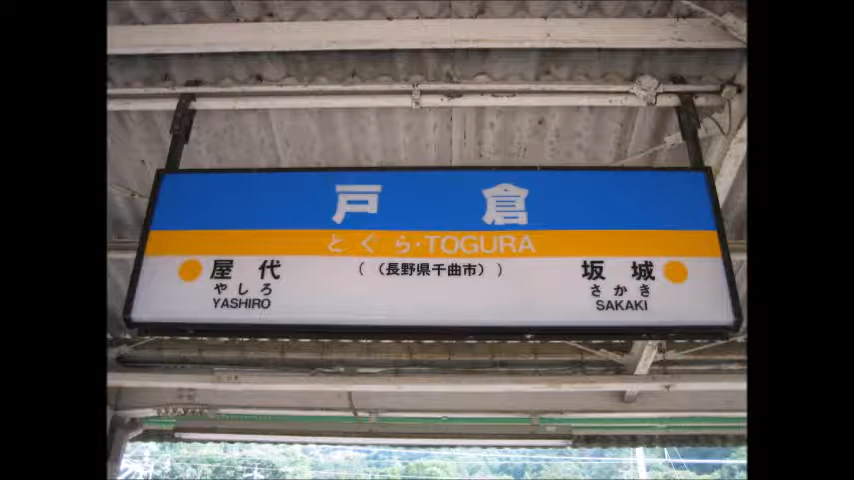 戸 倉
とぐら・TOGURA
屋代
やしろ
YASHIRO
( (長野県千曲市) )
坂城
さかき
SAKAKI